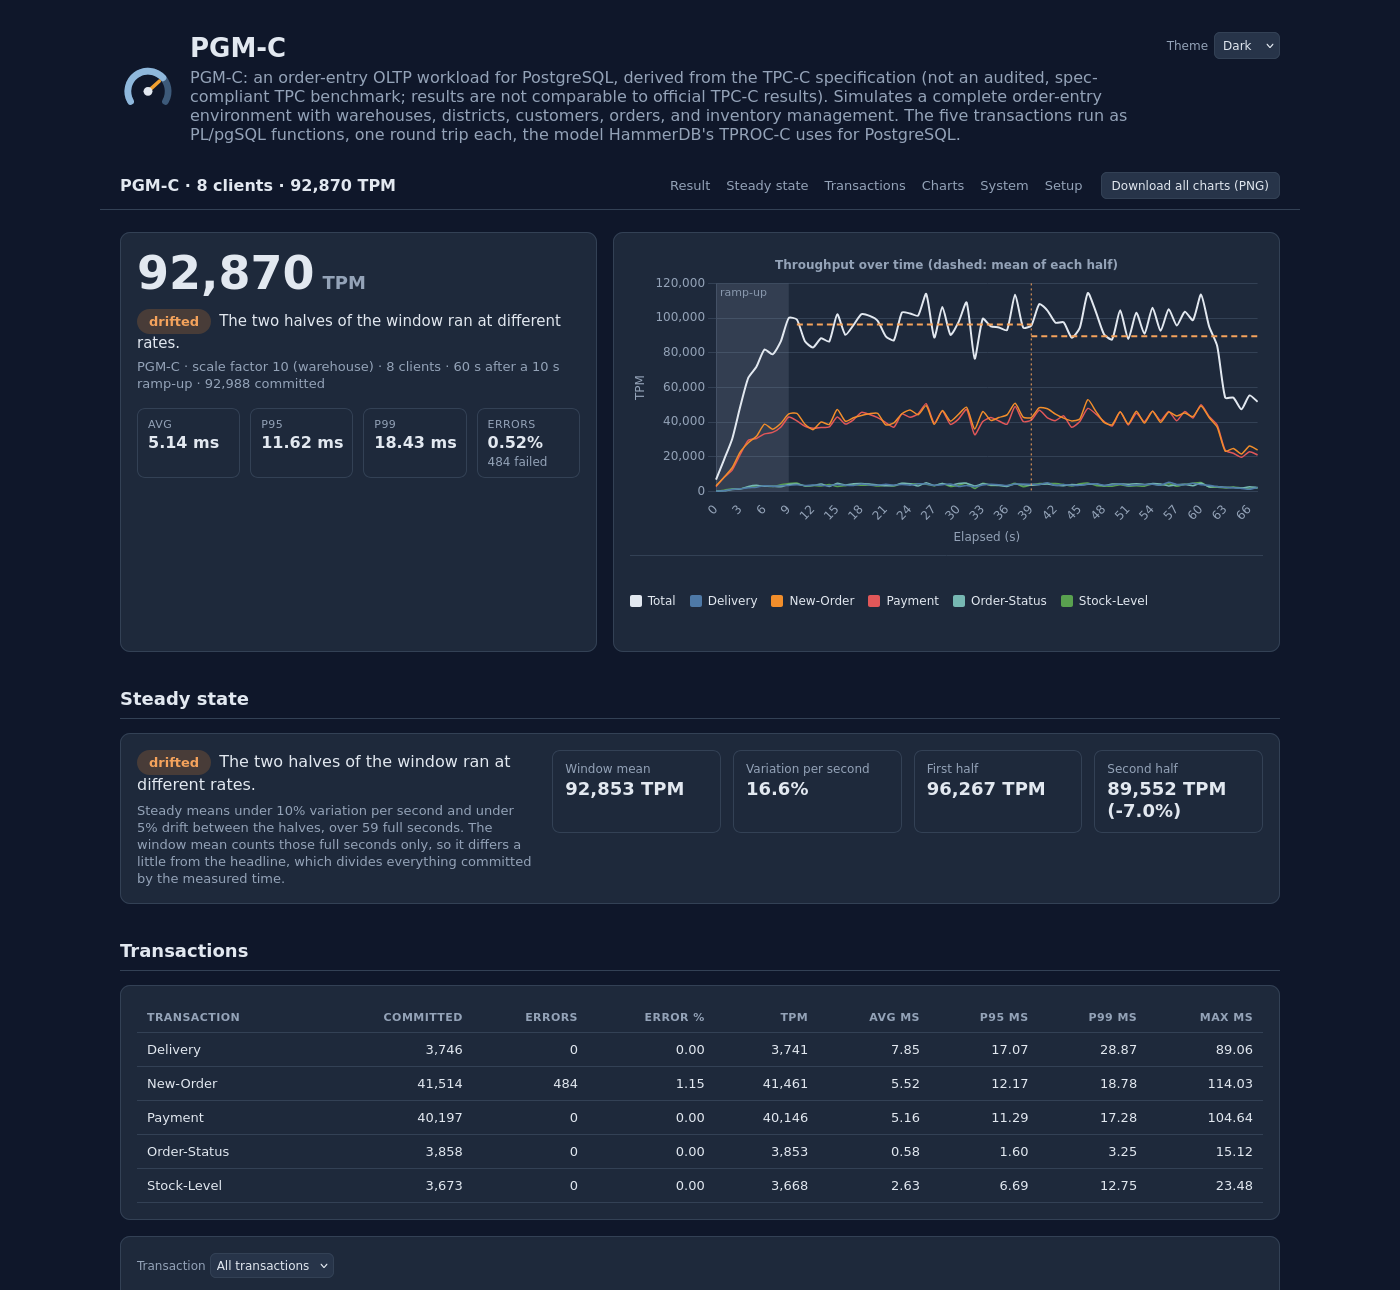 PGM-C
Theme Dark
PGM-C: an order-entry OLTP workload for PostgreSQL, derived from the TPC-C specification (not an audited, spec-
compliant TPC benchmark; results are not comparable to official TPC-C results). Simulates a complete order-entry
environment with warehouses, districts, customers, orders, and inventory management. The five transactions run as
PL/pgSQL functions, one round trip each, the model HammerDB's TPROC-C uses for PostgreSQL.
PGM-C · 8 clients · 92,870 TPM
Result Steady state Transactions Charts System Setup Download all charts (PNG)
92,870 TPM
drifted The two halves of the window ran at different
rates.
PGM-C · scale factor 10 (warehouse) · 8 clients · 60 s after a 10 s
ramp-up · 92,988 committed
AVG P95 P99 ERRORS
5.14 ms 11.62 ms 18.43 ms 0.52%
484 failed
Throughput over time (dashed: mean of each half)
ramp-up
TPM
120,000
100,000
80,000
60,000
40,000
20,000
0
0 3 6 9 12 15 18 21 24 27 30 33 36 39 42 45 48 51 54 57 60 63 66
Elapsed (s)
Total Delivery New-Order Payment Order-Status Stock-Level
Steady state
drifted The two halves of the window ran at
different rates.
Steady means under 10% variation per second and under
5% drift between the halves, over 59 full seconds. The
window mean counts those full seconds only, so it differs a
little from the headline, which divides everything committed
by the measured time.
Window mean Variation per second First half Second half
92,853 TPM 16.6% 96,267 TPM 89,552 TPM
(-7.0%)
Transactions
TRANSACTION COMMITTED ERRORS ERROR % TPM AVG MS P95 MS P99 MS MAX MS
Delivery 3,746 0 0.00 3,741 7.85 17.07 28.87 89.06
New-Order 41,514 484 1.15 41,461 5.52 12.17 18.78 114.03
Payment 40,197 0 0.00 40,146 5.16 11.29 17.28 104.64
Order-Status 3,858 0 0.00 3,853 0.58 1.60 3.25 15.12
Stock-Level 3,673 0 0.00 3,668 2.63 6.69 12.75 23.48
Transaction All transactions